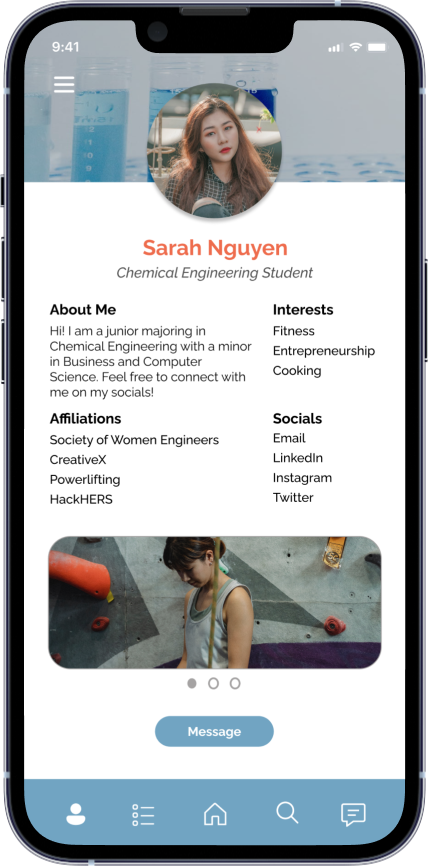 9:41
Sarah Nguyen
Chemical Engineering Student
About Me
Hi! I am a junior majoring in
Chemical Engineering with a minor
in Business and Computer
Science. Feel free to connect with
me on my socials!
Interests
Fitness
Entrepreneurship
Cooking
Affiliations
Society of Women Engineers
CreativeX
Powerlifting
HackHERS
Socials
Email
LinkedIn
Instagram
Twitter
Message